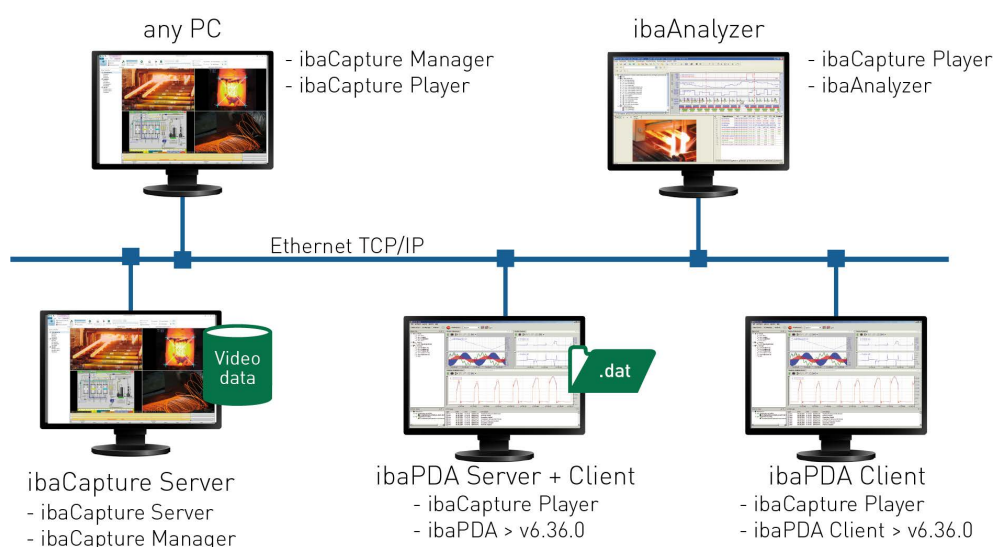 any PC
- ibaCapture Manager
- ibaCapture Player
ibaAnalyzer
- ibaCapture Player
- ibaAnalyzer
Ethernet TCP/IP
Video
data
.dat
ibaCapture Server
- ibaCapture Server
- ibaCapture Manager
ibaPDA Server + Client
- ibaCapture Player
- ibaPDA > v6.36.0
ibaPDA Client
- ibaCapture Player
- ibaPDA Client > v6.36.0